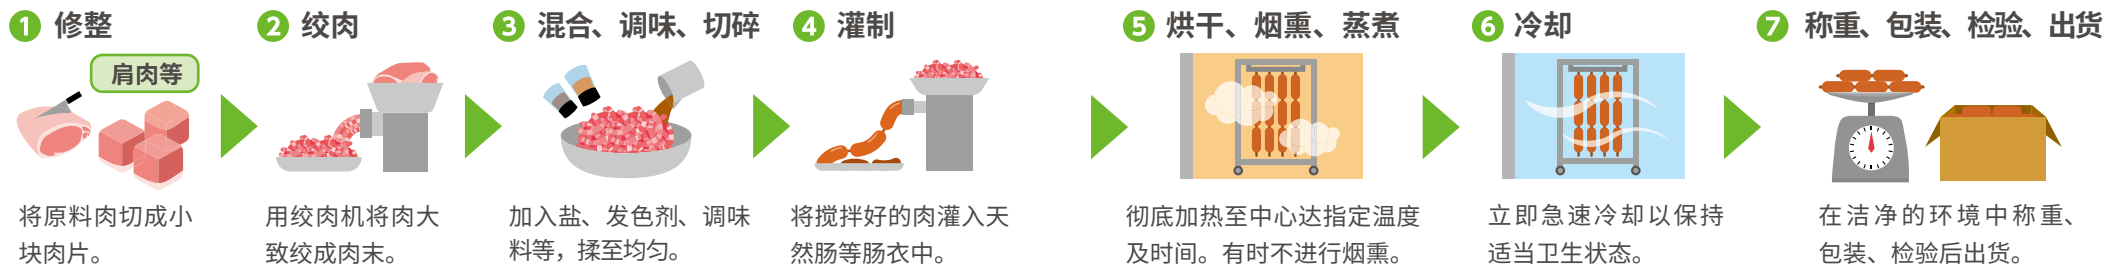 1 修整
肩肉等
将原料肉切成小
块肉片。
2 绞肉
用绞肉机将肉大
致绞成肉末。
3 混合、调味、切碎
加入盐、发色剂、调味
料等，揉至均匀。
4 灌制
将搅拌好的肉灌入天
然肠等肠衣中。
5 烘干、烟熏、蒸煮
彻底加热至中心达指定温度
及时间。有时不进行烟熏。
6 冷却
立即急速冷却以保持
适当卫生状态。
7 称重、包装、检验、出货
在洁净的环境中称重、
包装、检验后出货。